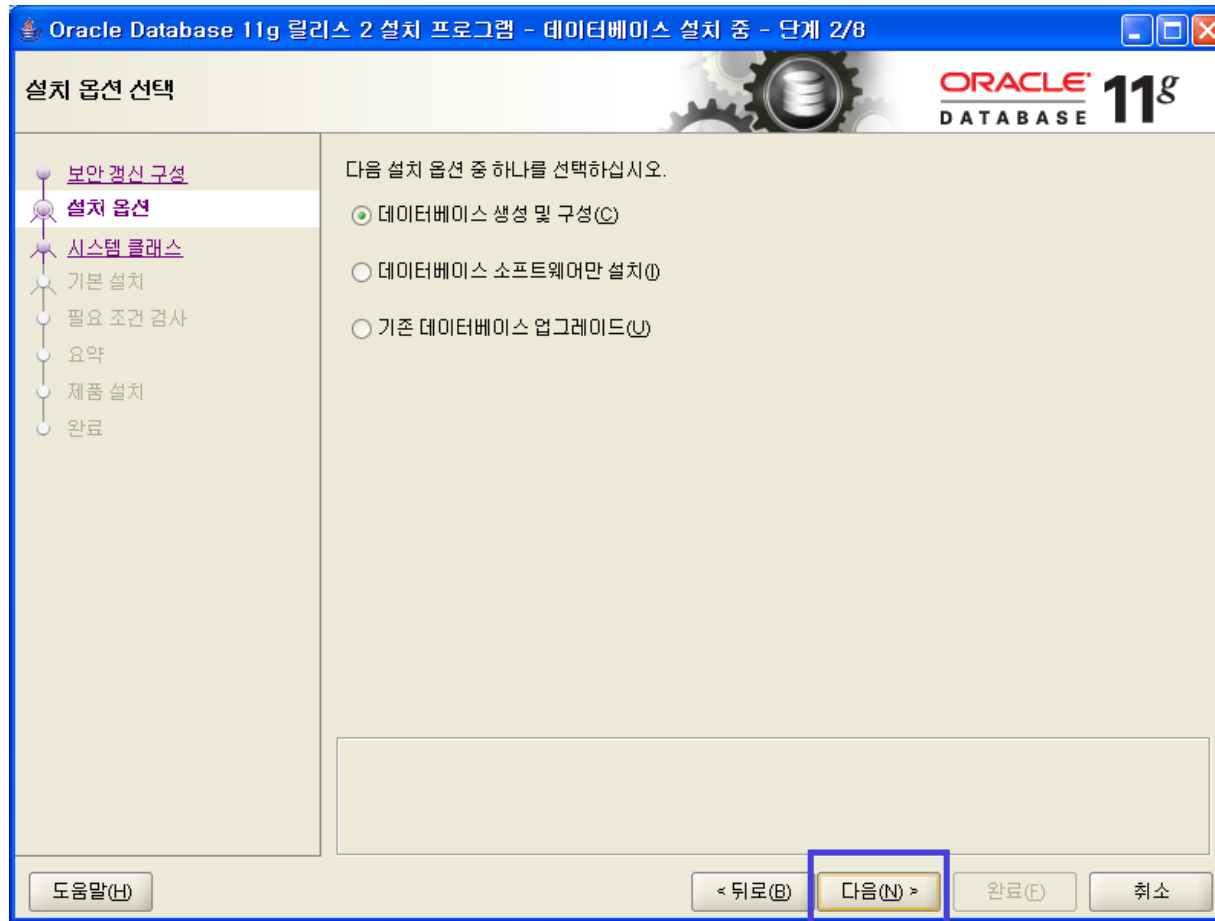 Oracle Database 11g 릴리스 2 설치 프로그램 - 데이터베이스 설치 중 - 단계 2/8
설치 옵션 선택
ORACLE
DATABASE
11g
보안 갱신 구성
설치 옵션
시스템 클래스
기본 설치
필요 조건 검사
요약
제품 설치
완료
다음 설치 옵션 중 하나를 선택하십시오.
데이터베이스 생성 및 구성(C)
데이터베이스 소프트웨어만 설치(I)
기존 데이터베이스 업그레이드(U)
도움말(H)
< 뒤로(B)
다음(N) >
완료(F)
취소